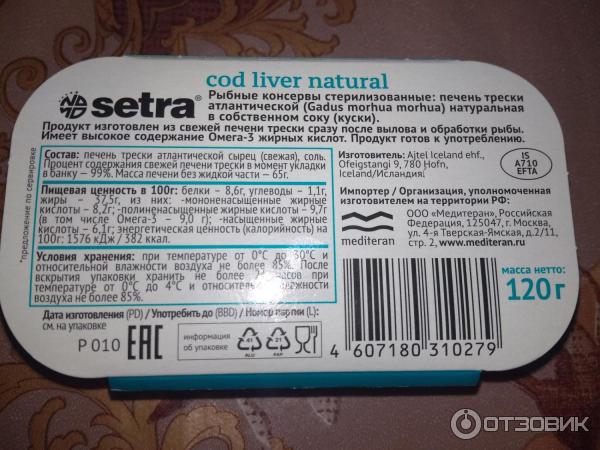 cod liver natural
setra®
Рыбные консервы стерилизованные: печень трески
атлантической (Gadus morhua morhua) натуральная
в собственном соку (куски).
Продукт изготовлен из свежей печени трески сразу после вылова и обработки рыбы.
Имеет высокое содержание Омега-3 жирных кислот. Продукт готов к употреблению.
*предложение по сервировке
Состав: печень трески атлантической сырец (свежая), соль.
Процент содержания свежей печени трески в момент укладки
в банку – 99%. Масса печени без жидкой части – 65г.
Пищевая ценность в 100г: белки – 8,6г, углеводы – 1,1г,
жиры – 37,5г, из них: -мононенасыщенные жирные
кислоты – 8,2г; -полиненасыщенные жирные кислоты – 9,7г
(в том числе Омега-3 – 9,0 г); -насыщенные жирные
кислоты – 6,1г; энергетическая ценность (калорийность) на
100г: 1576 кДж / 382 ккал.
Условия хранения: при температуре от 0°С до 30°С и
относительной влажности воздуха не более 85%. После
вскрытия упаковки хранить не более часов при
температуре от 0°С до 4°С и относительной влажности
воздуха не более 85%.
Дата изготовления (PD) / Употребить до (BBD) / Номер партии (L):
см. на упаковке
Р 010
EAC
информация
об упаковке
41
ALU
21
PAP
Изготовитель: Ajtel Iceland ehf.,
Ofeigstangi 9, 780 Hofn,
Iceland/Исландия
IS
A710
EFTA
Импортер / Организация, уполномоченная
изготовителем на территории РФ:
mediteran
ООО «Медитеран», Российская
Федерация, 125047, г. Москва,
ул. 4-я Тверская-Ямская, д.2/11,
стр. 2, www.mediteran.ru
масса нетто:
120 г
4 607180 310279
ОТЗОВИК